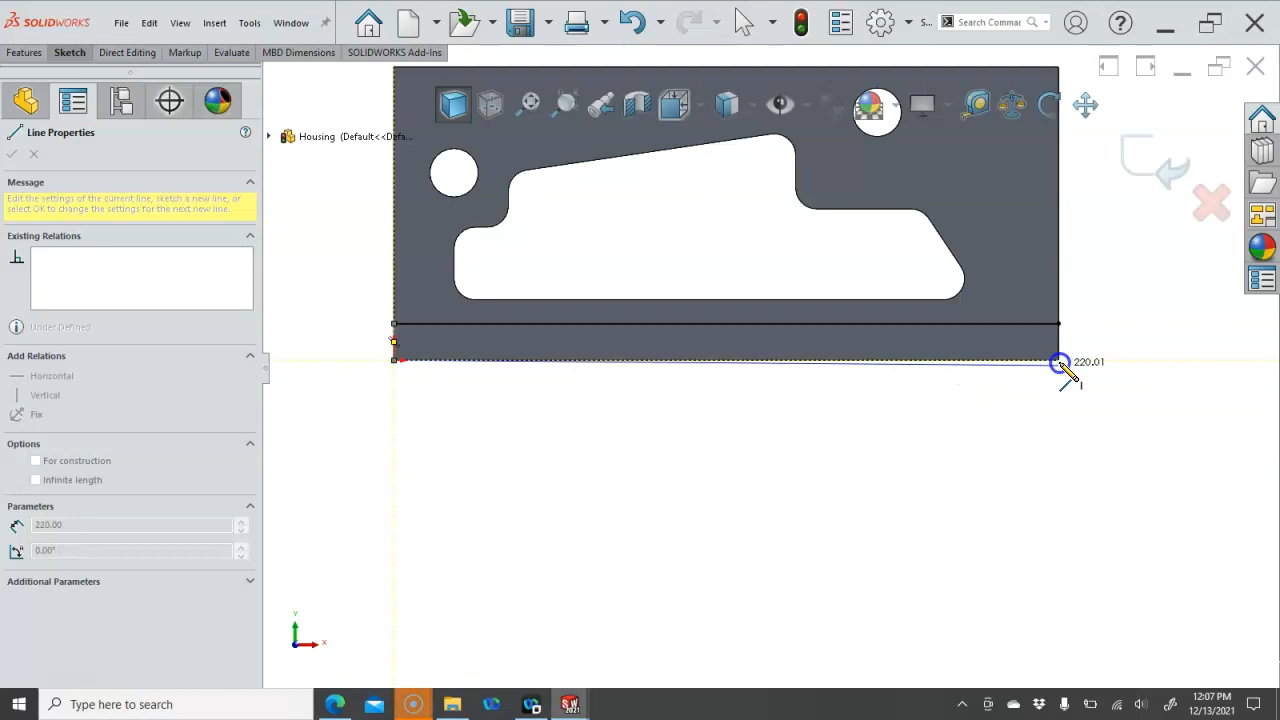 SOLIDWORKS
File
Edit
View
Insert
Tools
Window
S...
Search Commar
Features
Sketch
Direct Editing
Markup
Evaluate
MBD Dimensions
SOLIDWORKS Add-Ins
Line Properties
Housing (Default<<Defa...
Message
Edit the settings of the current line, sketch a new line, or
select OK to change the settings for the next new line.
Existing Relations
Under Defined
Add Relations
Horizontal
Vertical
Fix
Options
For construction
Infinite length
Parameters
220.00
0.00°
Additional Parameters
220.01
Y
X
Type here to search
SW
2021
12:07 PM
12/13/2021